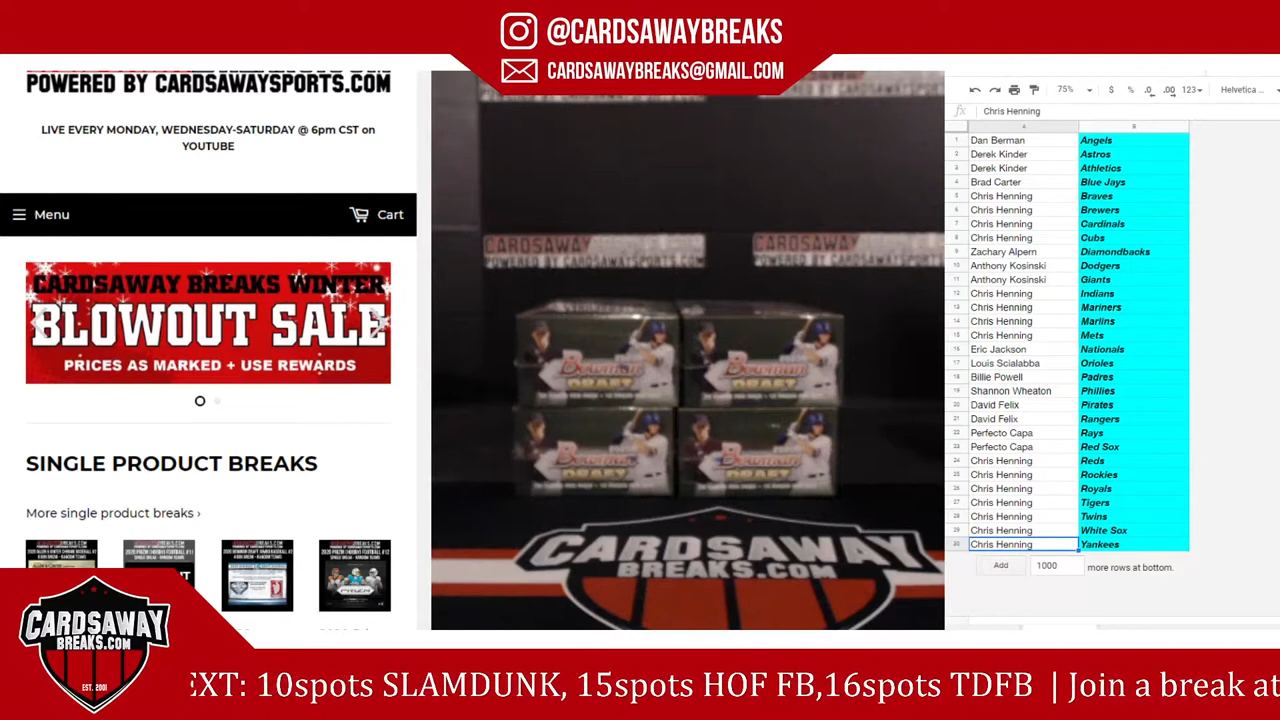 @CARDSAWAYBREAKS
CARDSAWAYBREAKS@GMAIL.COM
POWERED BY CARDSAWAYSPORTS.COM
LIVE EVERY MONDAY, WEDNESDAY-SATURDAY @ 6pm CST on
YOUTUBE
Menu
Cart
CARDSAWAY BREAKS WINTER
BLOWOUT SALE
PRICES AS MARKED + USE REWARDS
SINGLE PRODUCT BREAKS
More single product breaks ›
CARDSAWAY
POWERED BY CARDSAWAYSPORTS.COM
CARDSAWAY
POWERED BY CARDSAWAYSPORTS.COM
Bowman
DRAFT
Bowman
DRAFT
Bowman
DRAFT
Bowman
DRAFT
CARDSAWAY
BREAKS.COM
75%
$ % .0 .00 123
Helvetica ...
fx Chris Henning
A B
1 Dan Berman Angels
2 Derek Kinder Astros
3 Derek Kinder Athletics
4 Brad Carter Blue Jays
5 Chris Henning Braves
6 Chris Henning Brewers
7 Chris Henning Cardinals
8 Chris Henning Cubs
9 Zachary Alpern Diamondbacks
10 Anthony Kosinski Dodgers
11 Anthony Kosinski Giants
12 Chris Henning Indians
13 Chris Henning Mariners
14 Chris Henning Marlins
15 Chris Henning Mets
16 Eric Jackson Nationals
17 Louis Scialabba Orioles
18 Billie Powell Padres
19 Shannon Wheaton Phillies
20 David Felix Pirates
21 David Felix Rangers
22 Perfecto Capa Rays
23 Perfecto Capa Red Sox
24 Chris Henning Reds
25 Chris Henning Rockies
26 Chris Henning Royals
27 Chris Henning Tigers
28 Chris Henning Twins
29 Chris Henning White Sox
30 Chris Henning Yankees
Add 1000 more rows at bottom.
CARDSAWAY
BREAKS.COM
EST. 2001
EXT: 10spots SLAMDUNK, 15spots HOF FB,16spots TDFB | Join a break at